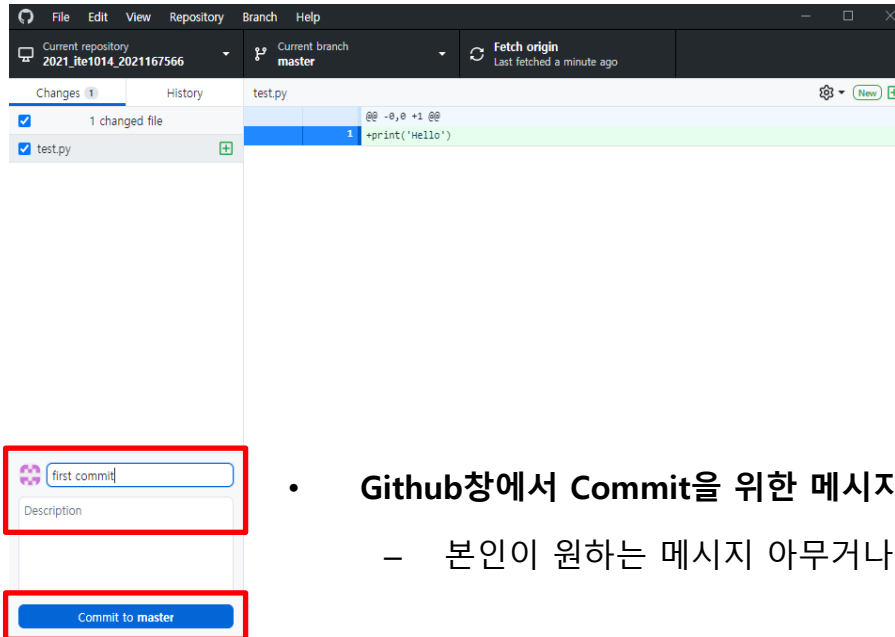 File Edit View Repository Branch Help
Current repository
2021_ite1014_2021167566
Current branch
master
Fetch origin
Last fetched a minute ago
Changes 1 History
test.py
New
1 changed file
@@ -0,0 +1 @@
test.py
1 +print('Hello')
first commit
Description
Commit to master
• Github창에서 Commit을 위한 메시지
– 본인이 원하는 메시지 아무거나